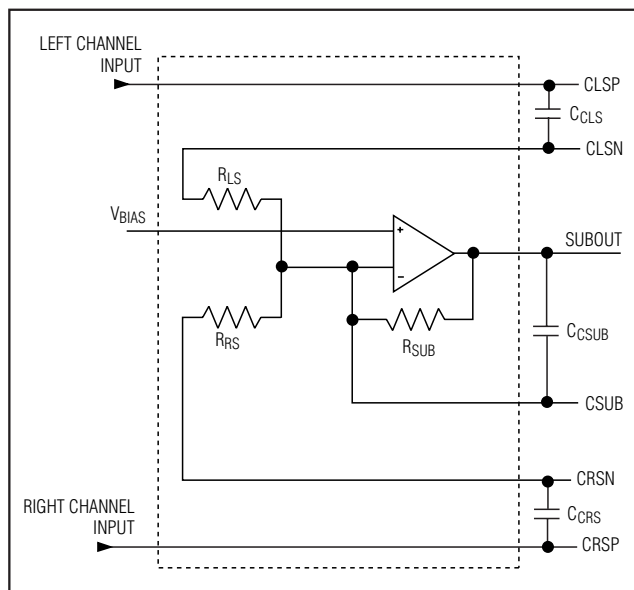 LEFT CHANNEL
INPUT
CLSP
CCLS
CLSN
RLS
VBIAS
+
−
SUBOUT
RRS
RSUB
CCSUB
CSUB
CRSN
RIGHT CHANNEL
INPUT
CCRS
CRSP